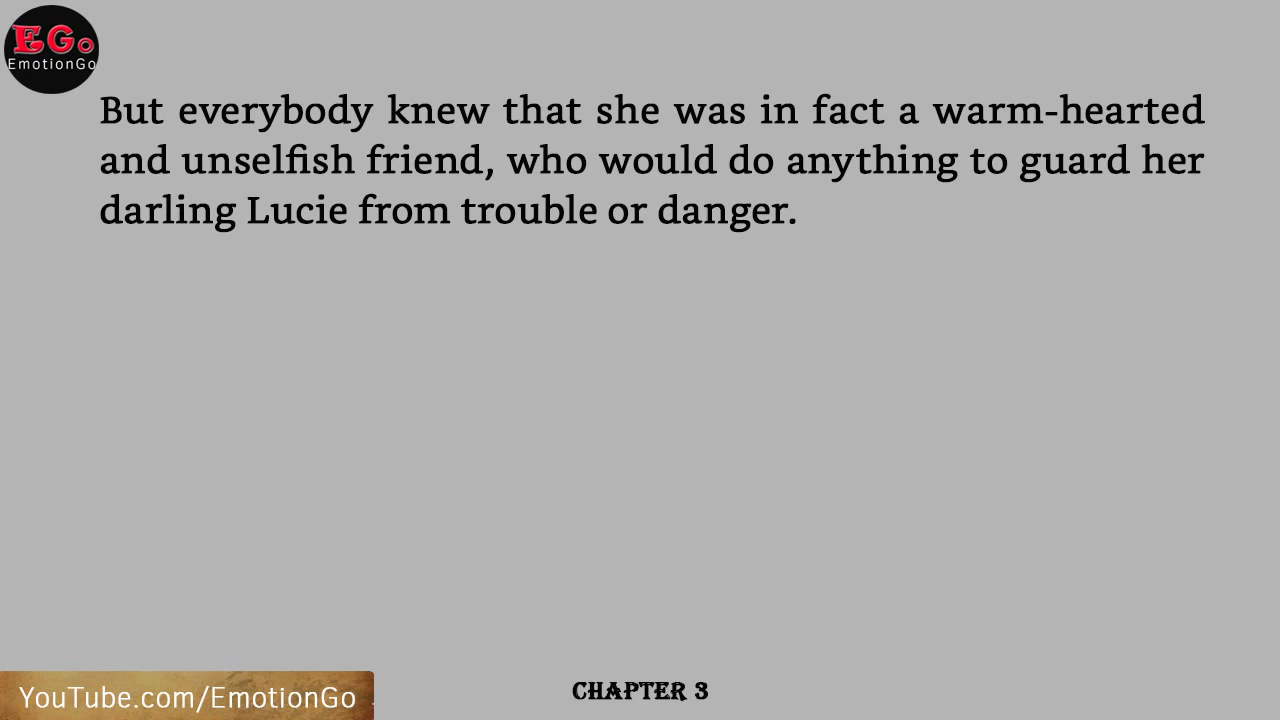 EGo
EmotionGo
But everybody knew that she was in fact a warm-hearted
and unselfish friend, who would do anything to guard her
darling Lucie from trouble or danger.
YouTube.com/EmotionGo
CHAPTER 3